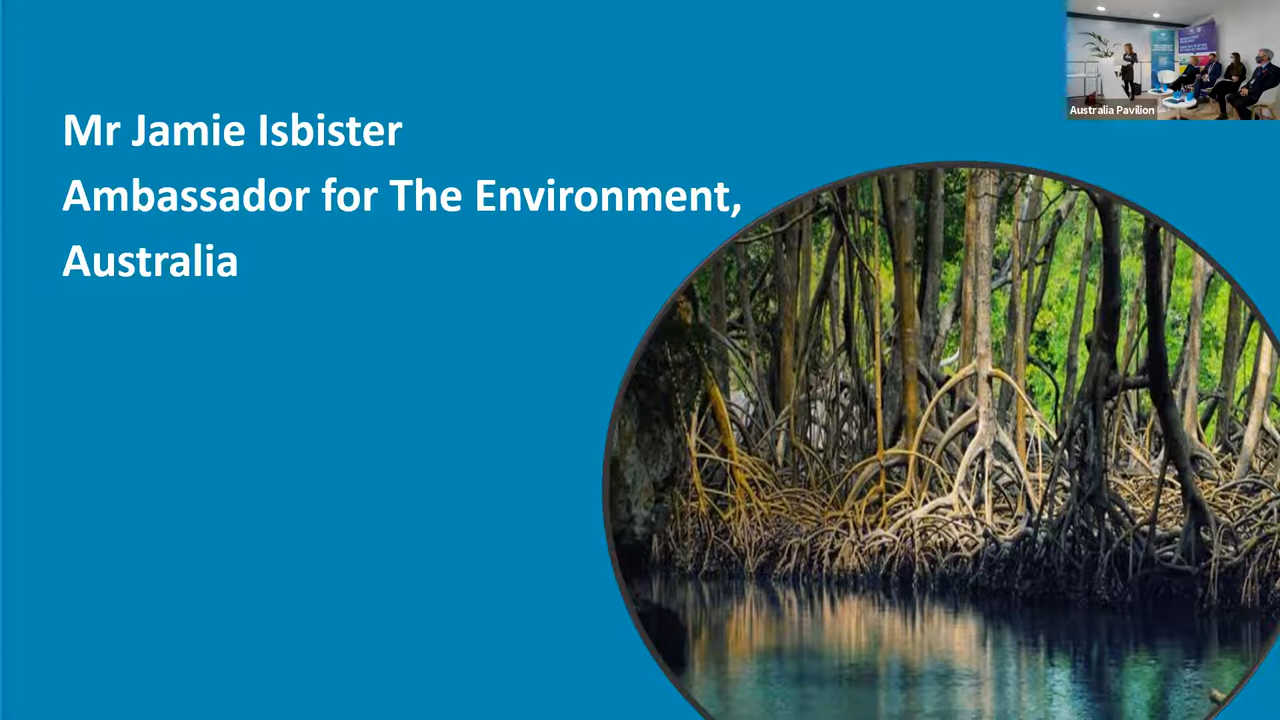 Mr Jamie Isbister
Ambassador for The Environment,
Australia
Australia Pavilion